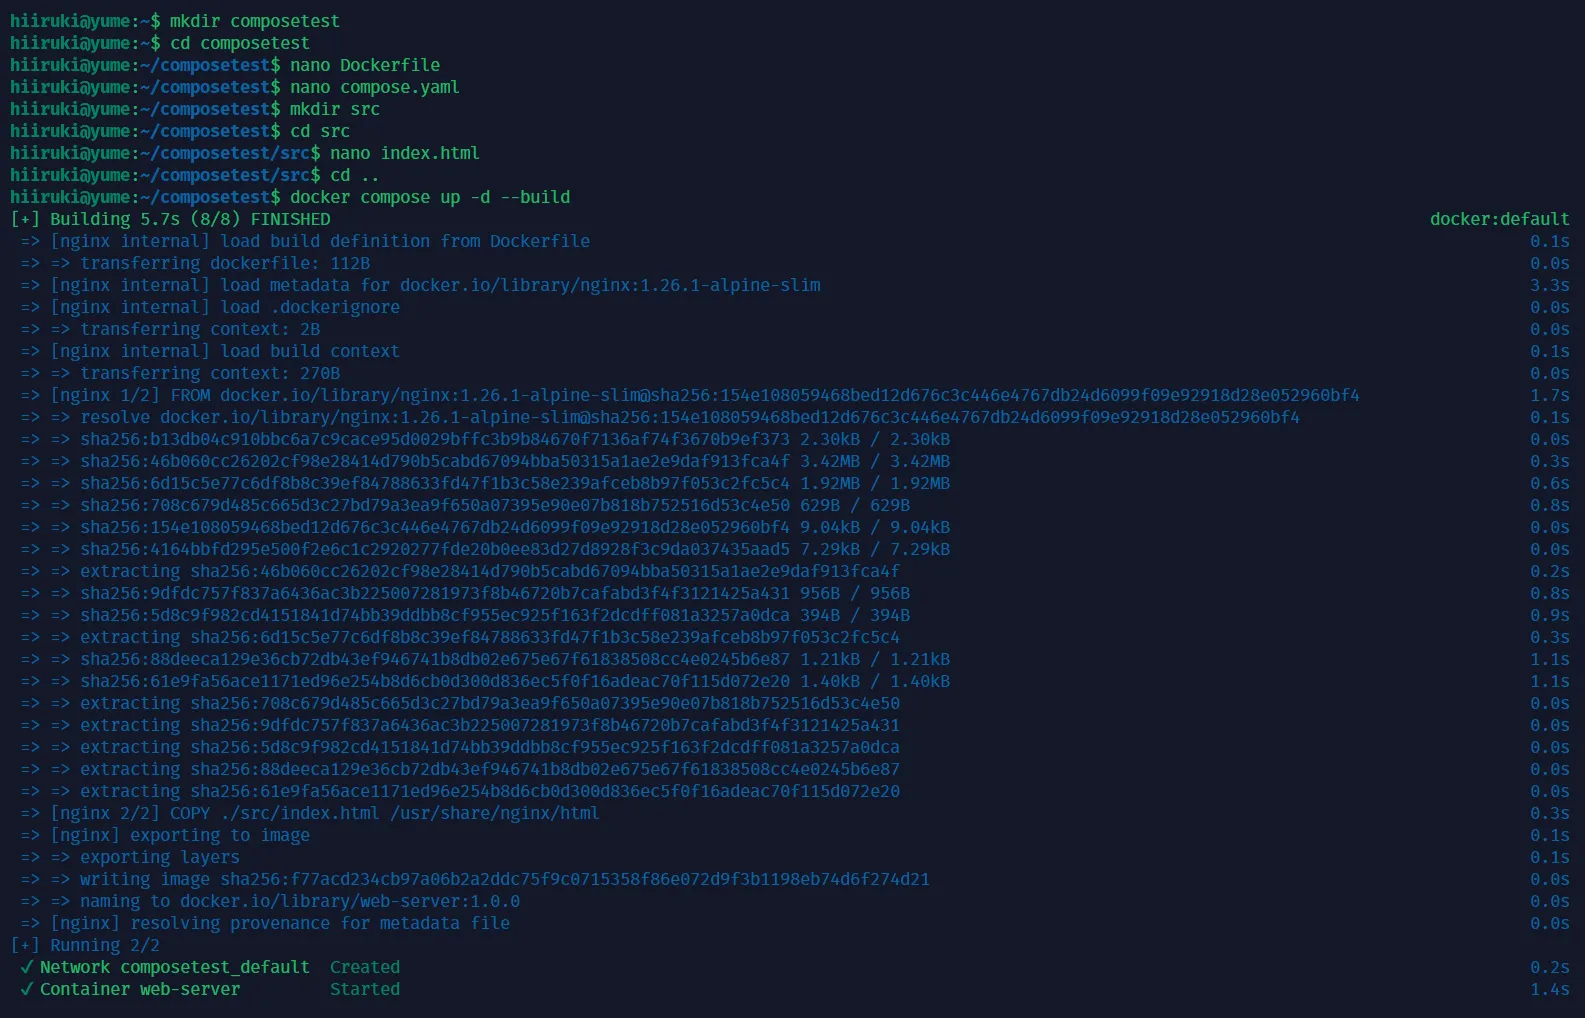 hiiruki@yume:~$ mkdir composetest
hiiruki@yume:~$ cd composetest
hiiruki@yume:~/composetest$ nano Dockerfile
hiiruki@yume:~/composetest$ nano compose.yaml
hiiruki@yume:~/composetest$ mkdir src
hiiruki@yume:~/composetest$ cd src
hiiruki@yume:~/composetest/src$ nano index.html
hiiruki@yume:~/composetest/src$ cd ..
hiiruki@yume:~/composetest$ docker compose up -d --build
[+] Building 5.7s (8/8) FINISHED docker:default
=> [nginx internal] load build definition from Dockerfile 0.1s
=> => transferring dockerfile: 112B 0.0s
=> [nginx internal] load metadata for docker.io/library/nginx:1.26.1-alpine-slim 3.3s
=> [nginx internal] load .dockerignore 0.0s
=> => transferring context: 2B 0.0s
=> [nginx internal] load build context 0.1s
=> => transferring context: 270B 0.0s
=> [nginx 1/2] FROM docker.io/library/nginx:1.26.1-alpine-slim@sha256:154e108059468bed12d676c3c446e4767db24d6099f09e92918d28e052960bf4 1.7s
=> => resolve docker.io/library/nginx:1.26.1-alpine-slim@sha256:154e108059468bed12d676c3c446e4767db24d6099f09e92918d28e052960bf4 0.1s
=> => sha256:b13db04c910bbc6a7c9cace95d0029bffc3b9b84670f7136af74f3670b9ef373 2.30kB / 2.30kB 0.0s
=> => sha256:46b060cc26202cf98e28414d790b5cabd67094bba50315a1ae2e9daf913fca4f 3.42MB / 3.42MB 0.3s
=> => sha256:6d15c5e77c6df8b8c39ef84788633fd47f1b3c58e239afceb8b97f053c2fc5c4 1.92MB / 1.92MB 0.6s
=> => sha256:708c679d485c665d3c27bd79a3ea9f650a07395e90e07b818b752516d53c4e50 629B / 629B 0.8s
=> => sha256:154e108059468bed12d676c3c446e4767db24d6099f09e92918d28e052960bf4 9.04kB / 9.04kB 0.0s
=> => sha256:4164bbfd295e500f2e6c1c2920277fde20b0ee83d27d8928f3c9da037435aad5 7.29kB / 7.29kB 0.0s
=> => extracting sha256:46b060cc26202cf98e28414d790b5cabd67094bba50315a1ae2e9daf913fca4f 0.2s
=> => sha256:9dfdc757f837a6436ac3b225007281973f8b46720b7cafabd3f4f3121425a431 956B / 956B 0.8s
=> => sha256:5d8c9f982cd4151841d74bb39ddbb8cf955ec925f163f2dcdff081a3257a0dca 394B / 394B 0.9s
=> => extracting sha256:6d15c5e77c6df8b8c39ef84788633fd47f1b3c58e239afceb8b97f053c2fc5c4 0.3s
=> => sha256:88deeca129e36cb72db43ef946741b8db02e675e67f61838508cc4e0245b6e87 1.21kB / 1.21kB 1.1s
=> => sha256:61e9fa56ace1171ed96e254b8d6cb0d300d836ec5f0f16adeac70f115d072e20 1.40kB / 1.40kB 1.1s
=> => extracting sha256:708c679d485c665d3c27bd79a3ea9f650a07395e90e07b818b752516d53c4e50 0.0s
=> => extracting sha256:9dfdc757f837a6436ac3b225007281973f8b46720b7cafabd3f4f3121425a431 0.0s
=> => extracting sha256:5d8c9f982cd4151841d74bb39ddbb8cf955ec925f163f2dcdff081a3257a0dca 0.0s
=> => extracting sha256:88deeca129e36cb72db43ef946741b8db02e675e67f61838508cc4e0245b6e87 0.0s
=> => extracting sha256:61e9fa56ace1171ed96e254b8d6cb0d300d836ec5f0f16adeac70f115d072e20 0.0s
=> [nginx 2/2] COPY ./src/index.html /usr/share/nginx/html 0.3s
=> [nginx] exporting to image 0.1s
=> => exporting layers 0.1s
=> => writing image sha256:f77acd234cb97a06b2a2ddc75f9c0715358f86e072d9f3b1198eb74d6f274d21 0.0s
=> => naming to docker.io/library/web-server:1.0.0 0.0s
=> [nginx] resolving provenance for metadata file 0.0s
[+] Running 2/2
✓ Network composetest_default Created 0.2s
✓ Container web-server Started 1.4s